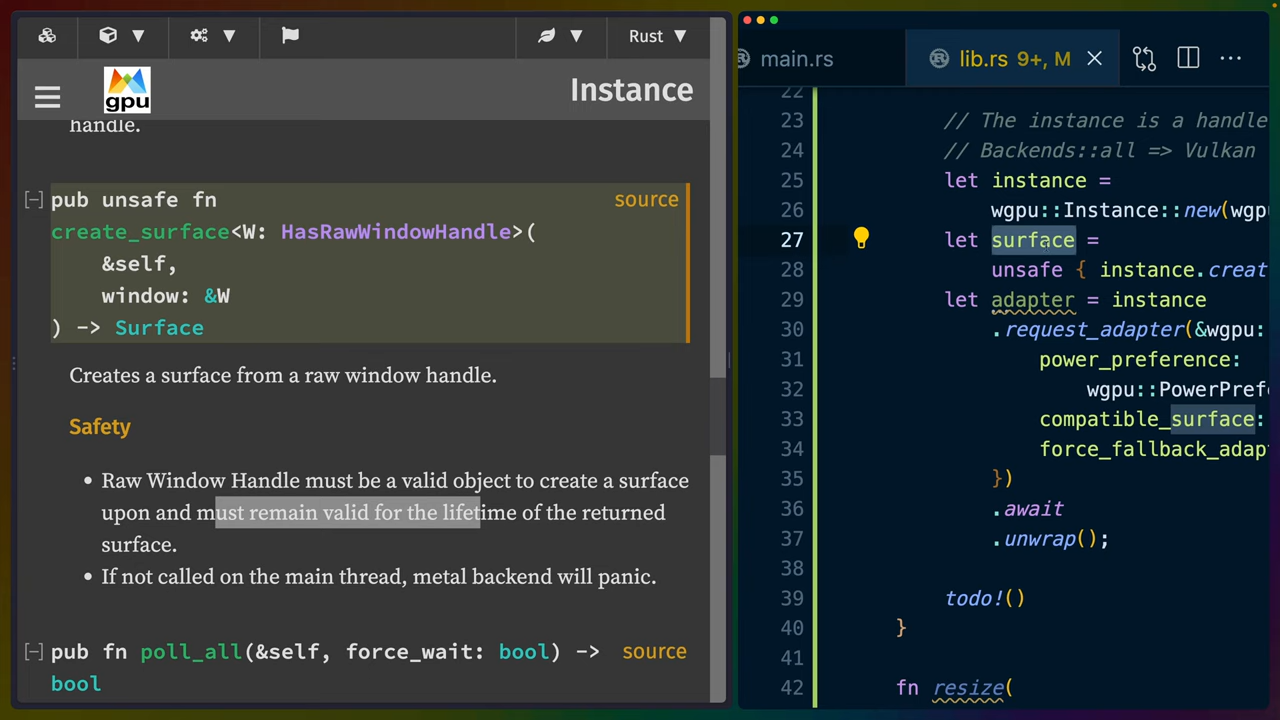 Rust
gpu
Instance
handle.
[−] pub unsafe fn source
create_surface<W: HasRawWindowHandle>(
&self,
window: &W
) -> Surface
Creates a surface from a raw window handle.
Safety
• Raw Window Handle must be a valid object to create a surface
upon and must remain valid for the lifetime of the returned
surface.
• If not called on the main thread, metal backend will panic.
[−] pub fn poll_all(&self, force_wait: bool) -> source
bool
main.rs lib.rs 9+, M
22
23 // The instance is a handle
24 // Backends::all => Vulkan
25 let instance =
26 wgpu::Instance::new(wgp
27 let surface =
28 unsafe { instance.creat
29 let adapter = instance
30 .request_adapter(&wgpu:
31 power_preference:
32 wgpu::PowerPref
33 compatible_surface:
34 force_fallback_adap
35 })
36 .await
37 .unwrap();
38
39 todo!()
40 }
41
42 fn resize(